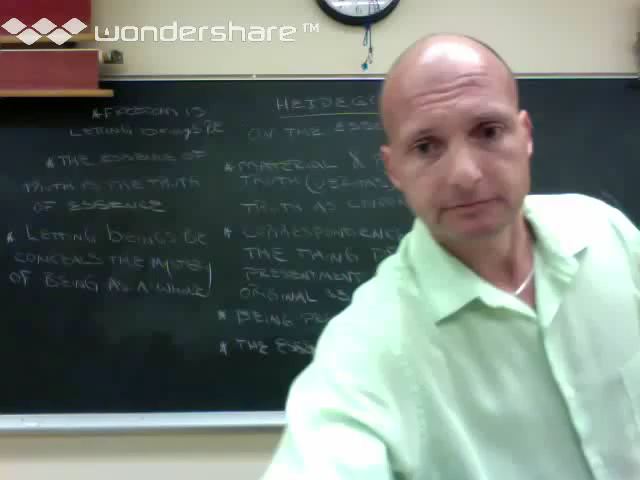 wondershare™
*FREEDOM IS
LETTING BEINGS BE
*THE ESSENCE OF
TRUTH IS THE TRUTH
OF ESSENCE
* LETTING BEINGS BE
CONCEALS THE MYSTERY
OF BEING AS A WHOLE
HEIDEG
ON THE ESSE
* MATERIAL
TRUTH (VERITAS
TRUTH AS
* CORRESPONDENCE
THE THING
PRESENTMENT
ORIGINAL
* BEING
* THE ESS